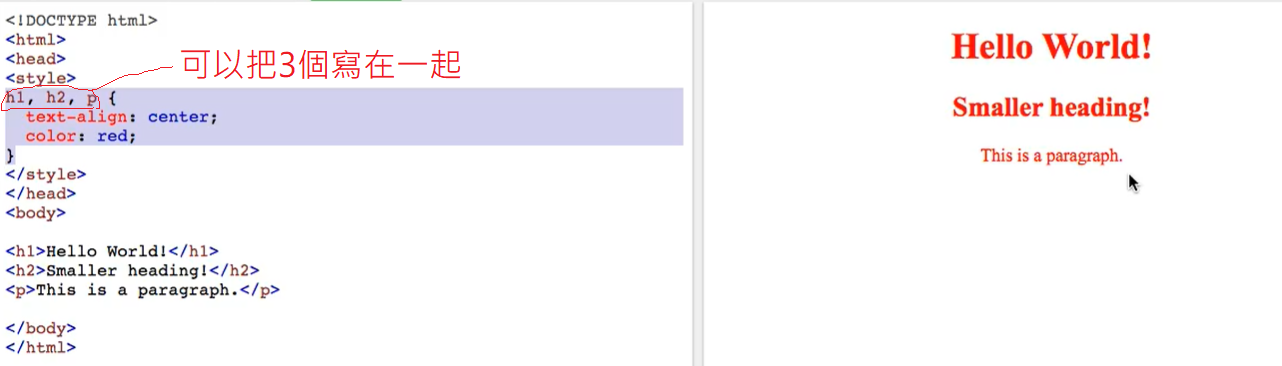 <!DOCTYPE html>
<html>
<head>
<style>
可以把3個寫在一起
h1, h2, p {
  text-align: center;
  color: red;
}
</style>
</head>
<body>
<h1>Hello World!</h1>
<h2>Smaller heading!</h2>
<p>This is a paragraph.</p>
</body>
</html>
Hello World!
Smaller heading!
This is a paragraph.